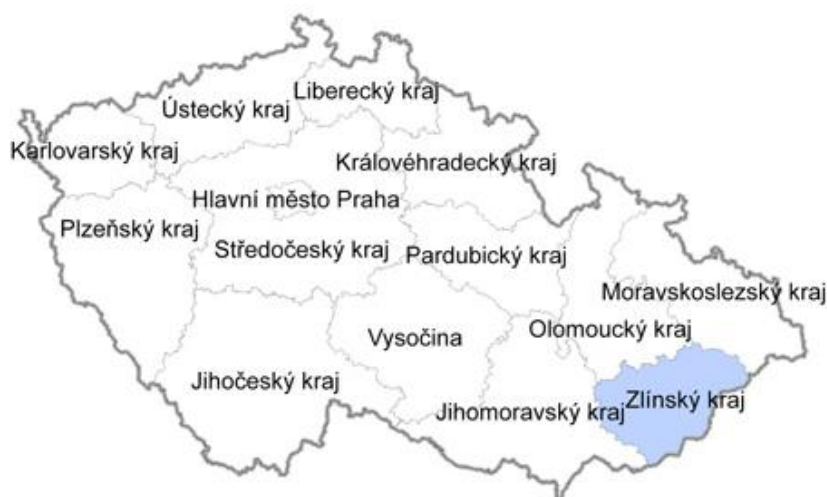 Liberecký kraj
Ústecký kraj
Karlovarský kraj
Královéhradecký kraj
Hlavní město Praha
Plzeňský kraj
Středočeský kraj
Pardubický kraj
Moravskoslezský kraj
Olomoucký kraj
Vysočina
Jihočeský kraj
Zlínský kraj
Jihomoravský kraj